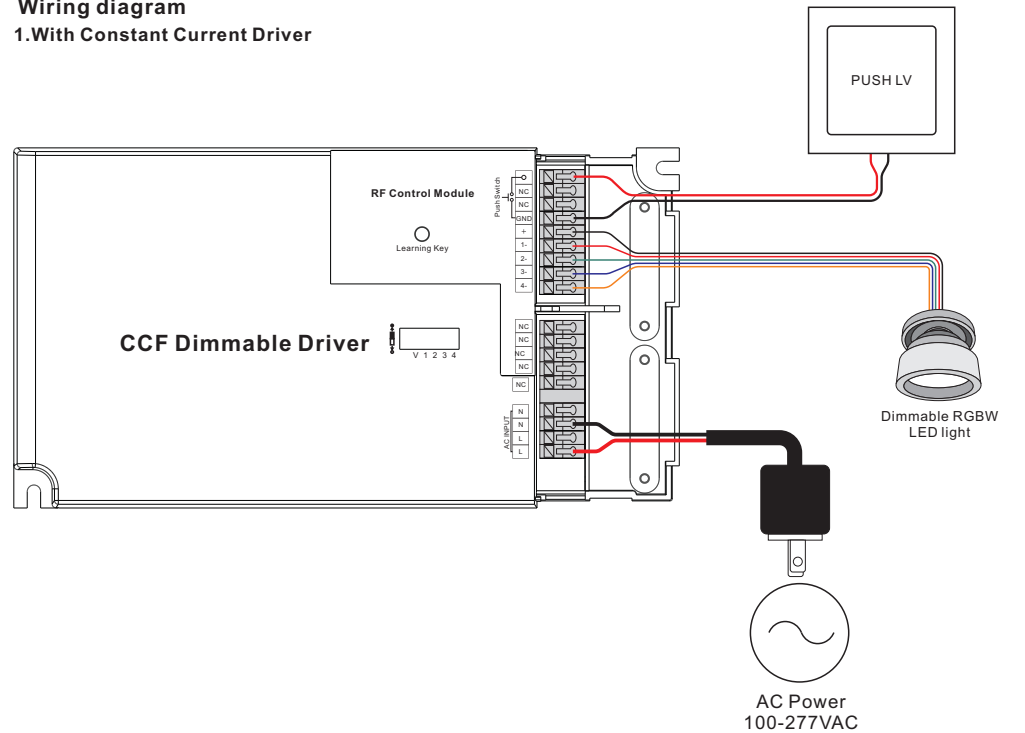 Wiring diagram
1.With Constant Current Driver
PUSH LV
RF Control Module
Learning Key
Push Switch
NC
NC
GND
+
1-
2-
3-
4-
CCF Dimmable Driver
V 1 2 3 4
NC
NC
NC
NC
NC
AC INPUT
N
N
L
L
Dimmable RGBW
LED light
AC Power
100-277VAC